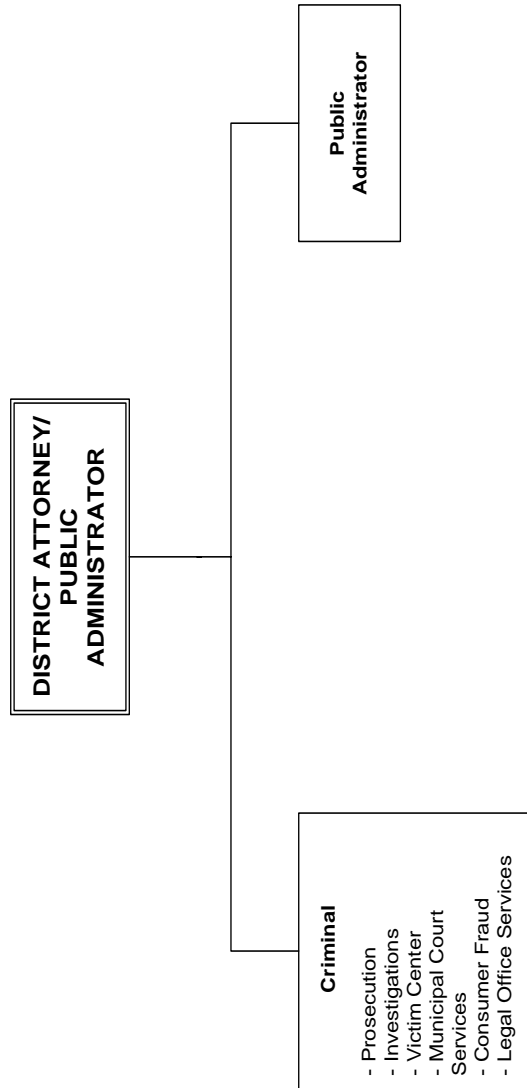 DISTRICT ATTORNEY/
PUBLIC
ADMINISTRATOR
Criminal
- Prosecution
- Investigations
- Victim Center
- Municipal Court
Services
- Consumer Fraud
- Legal Office Services
Public
Administrator